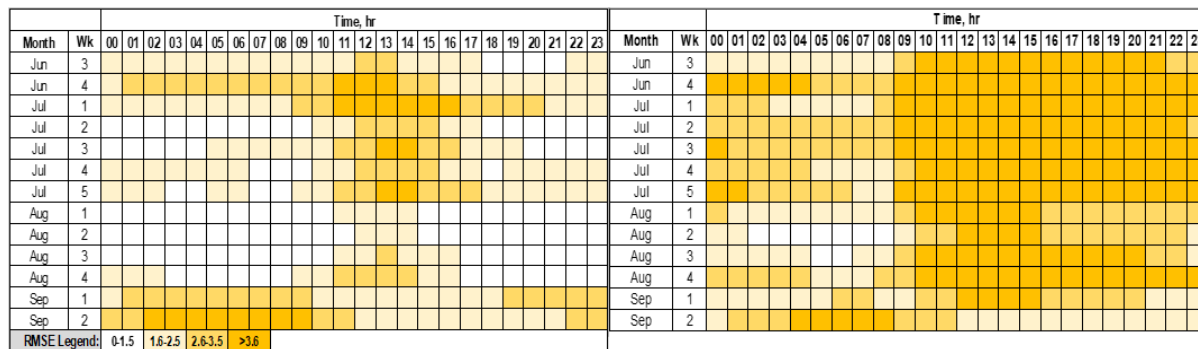 Time, hr
Month Wk 00 01 02 03 04 05 06 07 08 09 10 11 12 13 14 15 16 17 18 19 20 21 22 23
Jun 3
Jun 4
Jul 1
Jul 2
Jul 3
Jul 4
Jul 5
Aug 1
Aug 2
Aug 3
Aug 4
Sep 1
Sep 2
RMSE Legend: 0-1.5 1.6-2.5 2.6-3.5 >3.6
Time, hr
Month Wk 00 01 02 03 04 05 06 07 08 09 10 11 12 13 14 15 16 17 18 19 20 21 22
Jun 3
Jun 4
Jul 1
Jul 2
Jul 3
Jul 4
Jul 5
Aug 1
Aug 2
Aug 3
Aug 4
Sep 1
Sep 2